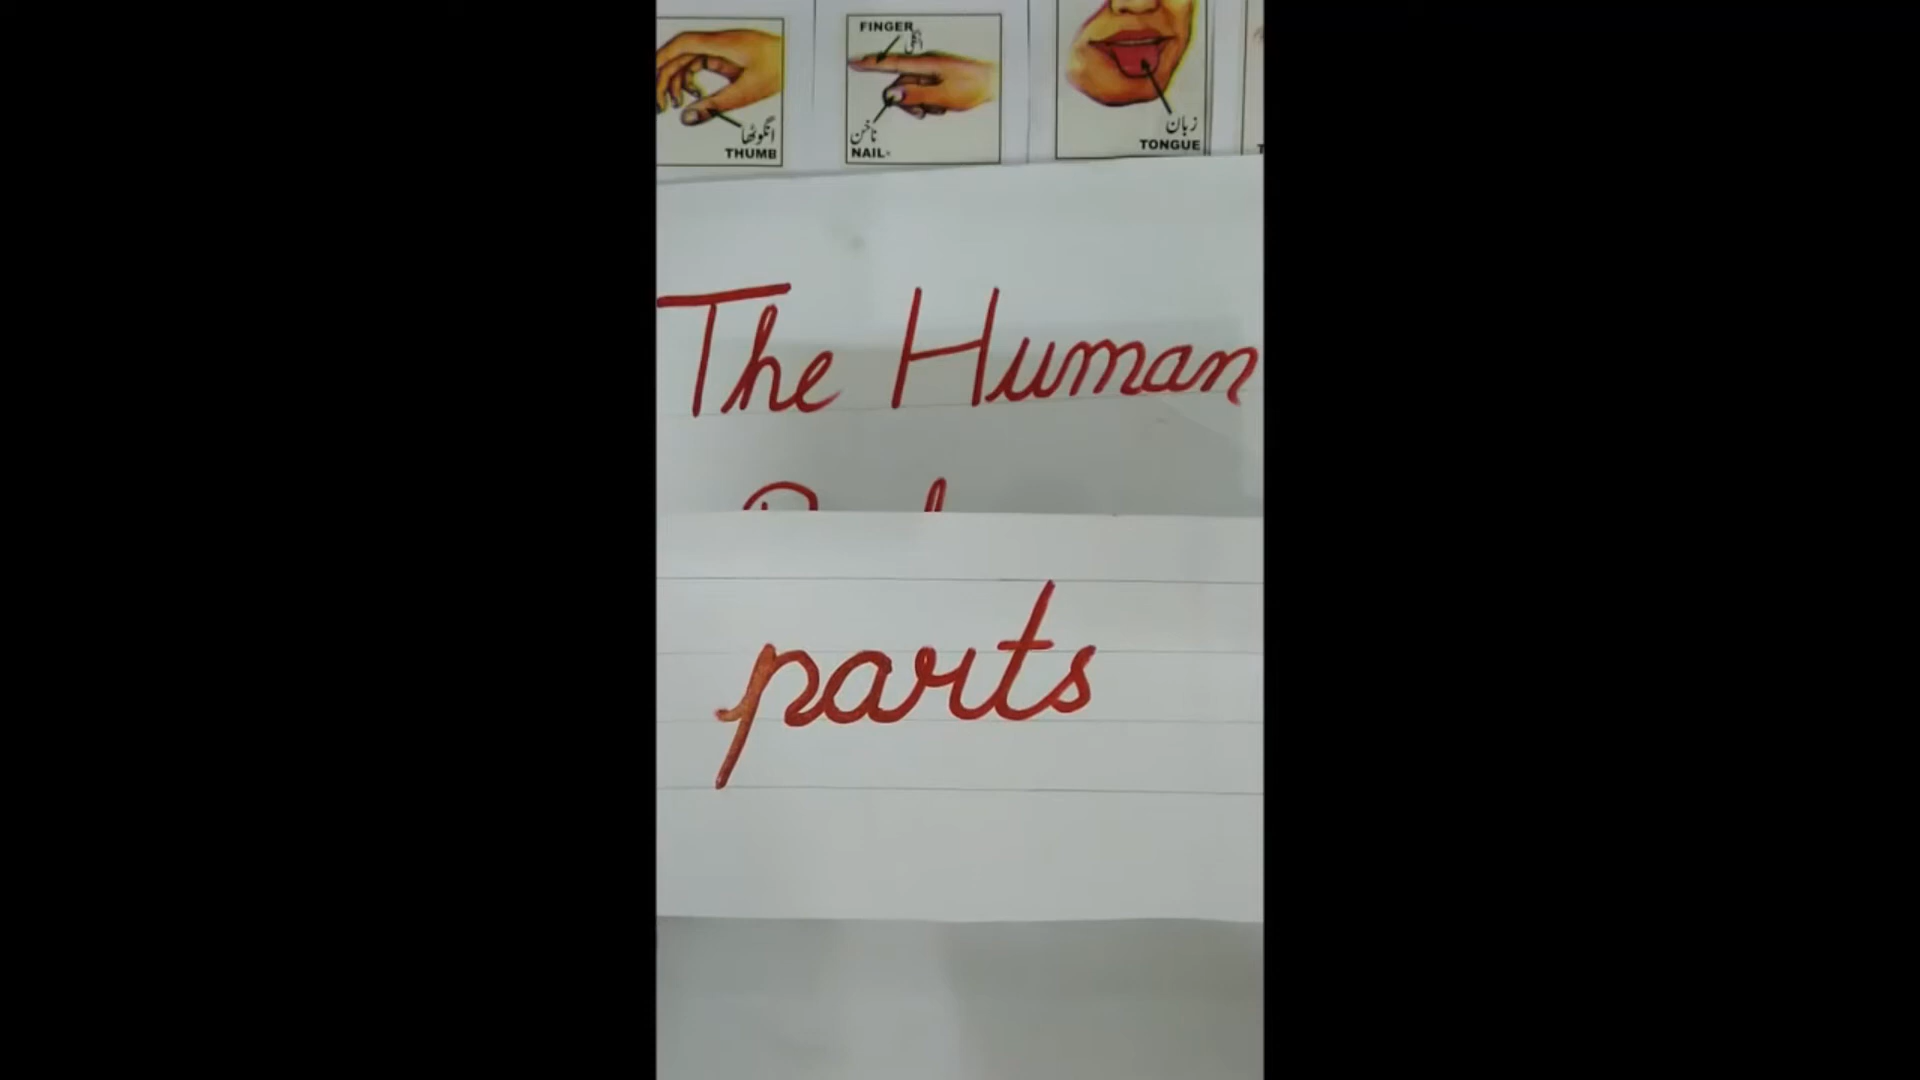 FINGER
انگلی
انگوٹھا
THUMB
ناخن
NAIL
زبان
TONGUE
The Human
parts